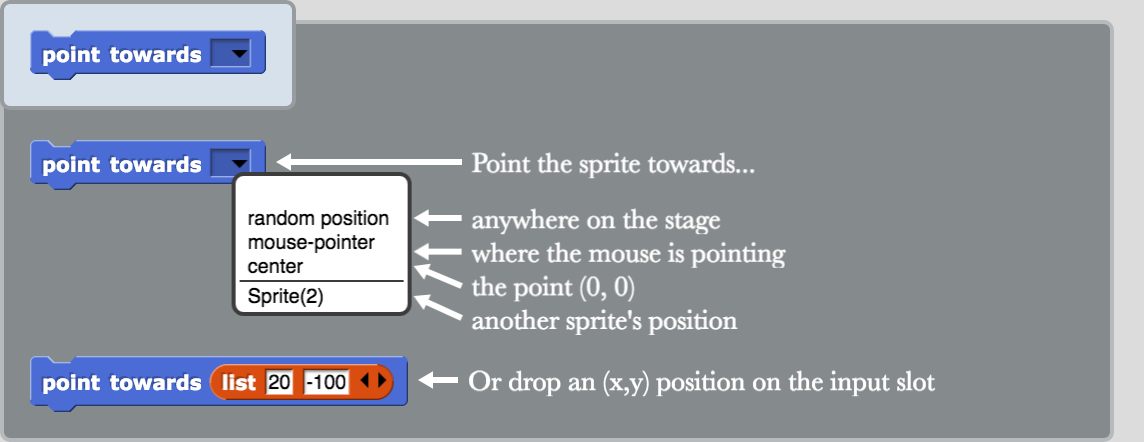 point towards
point towards
Point the sprite towards...
random position
anywhere on the stage
mouse-pointer
where the mouse is pointing
center
the point (0, 0)
Sprite(2)
another sprite's position
point towards list 20 -100
Or drop an (x,y) position on the input slot